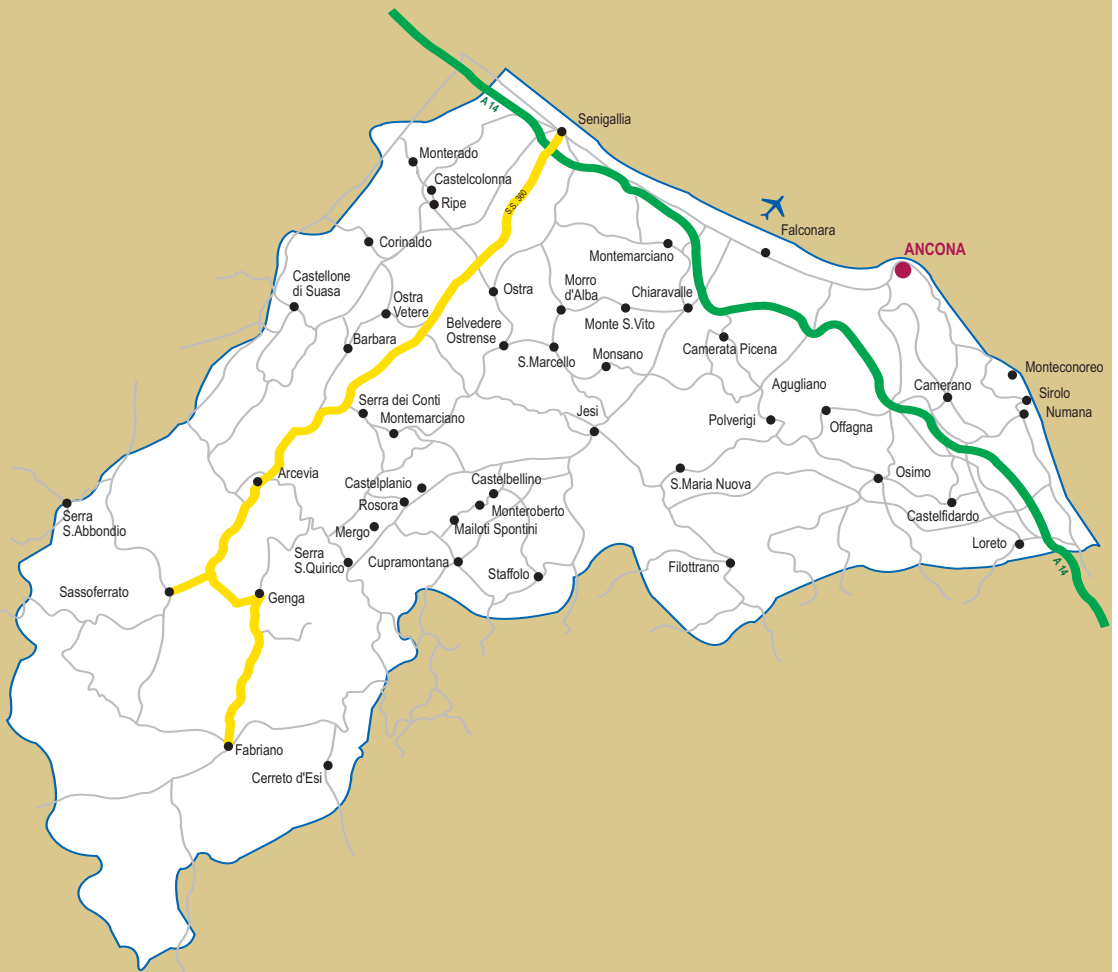 A 14
Senigallia
Monterado
Castelcolonna
Ripe
S.S. 360
Falconara
Corinaldo
ANCONA
Montemarciano
Castellone
di Suasa
Ostra
Vetere
Ostra
Morro
d'Alba
Chiaravalle
Monte S.Vito
Belvedere
Ostrense
Barbara
S.Marcello
Monsano
Camerata Picena
Monteconoreo
Agugliano
Camerano
Sirolo
Numana
Serra dei Conti
Montemarciano
Jesi
Polverigi
Offagna
Arcevia
Castelplanio
Castelbellino
S.Maria Nuova
Osimo
Rosora
Monteroberto
Serra
S.Abbondio
Mergo
Mailoti Spontini
Castelfidardo
Loreto
Serra
S.Quirico
Cupramontana
Staffolo
Filottrano
A 14
Sassoferrato
Genga
Fabriano
Cerreto d'Esi